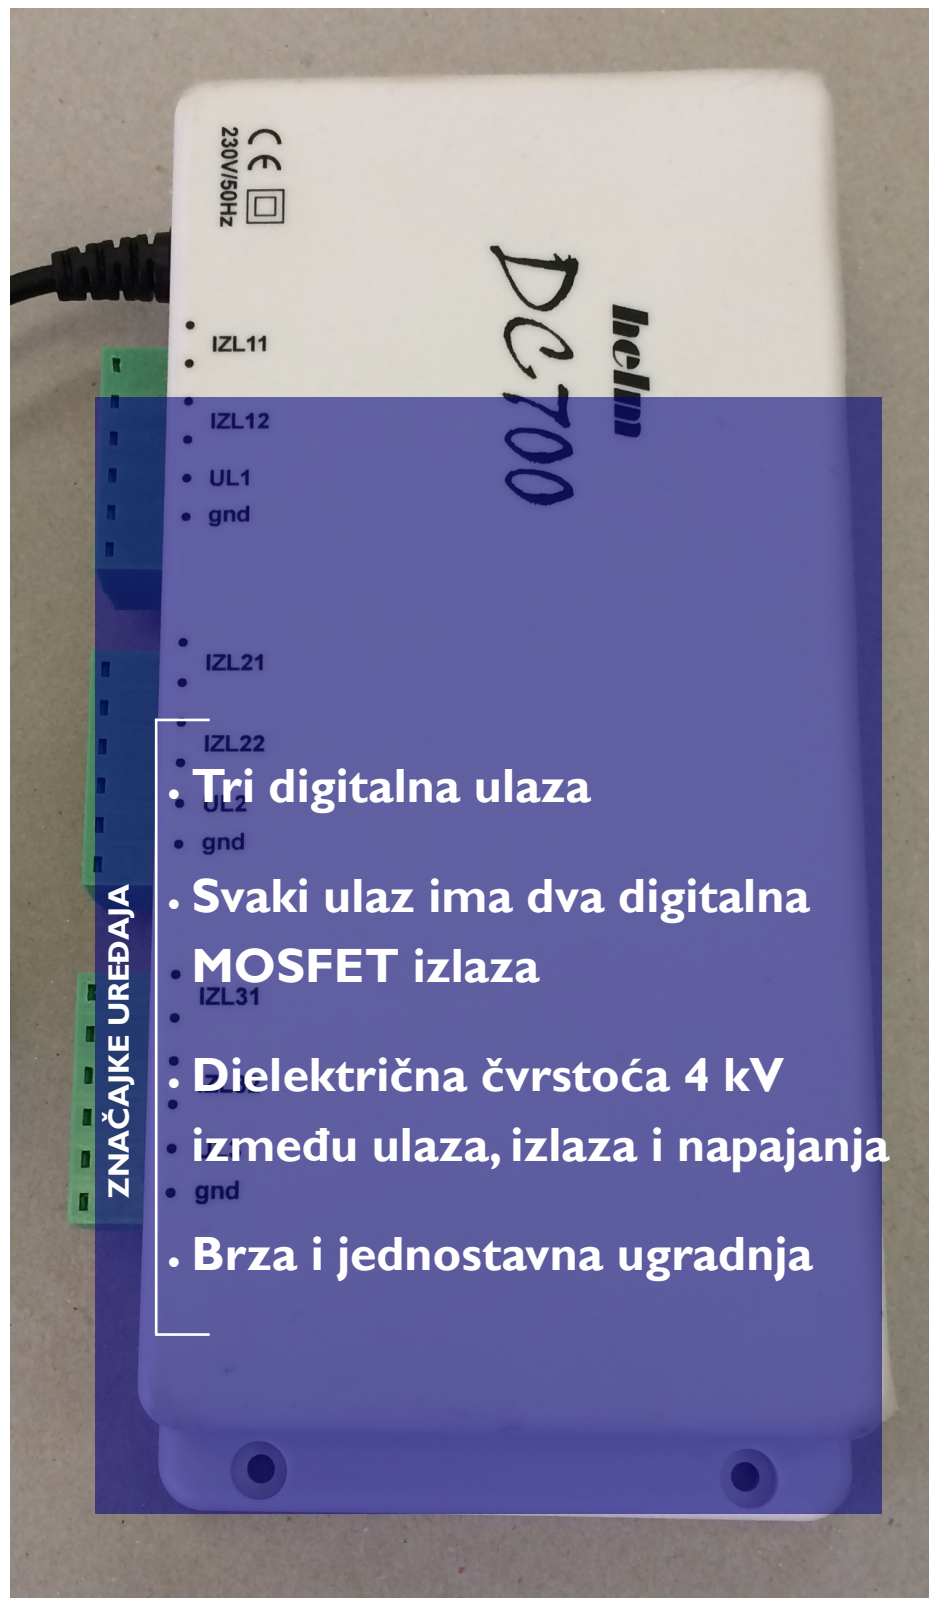 230V/50Hz
CE
helm
DC700
IZL11
IZL12
UL1
gnd
IZL21
IZL22
UL2
gnd
IZL31
gnd
ZNAČAJKE UREĐAJA
• Tri digitalna ulaza
• Svaki ulaz ima dva digitalna
MOSFET izlaza
• Dielektrična čvrstoća 4 kV
između ulaza, izlaza i napajanja
• Brza i jednostavna ugradnja